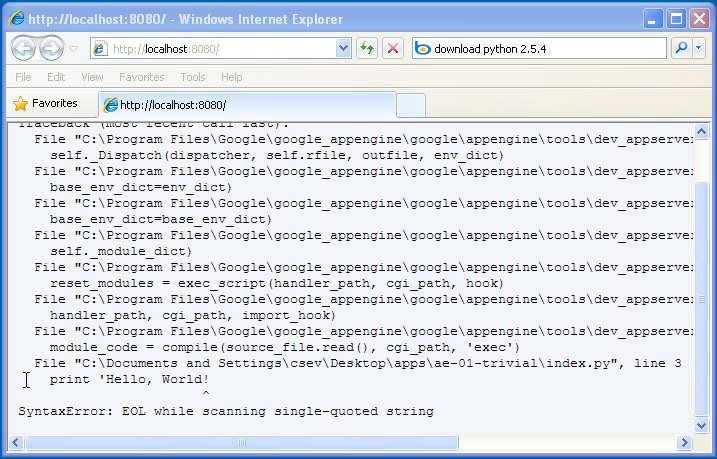 http://localhost:8080/ - Windows Internet Explorer
http://localhost:8080/
download python 2.5.4
File Edit View Favorites Tools Help
Favorites
http://localhost:8080/
Traceback (most recent call last):
File "C:\Program Files\Google\google_appengine\google\appengine\tools\dev_appserver
self._Dispatch(dispatcher, self.rfile, outfile, env_dict)
File "C:\Program Files\Google\google_appengine\google\appengine\tools\dev_appserver
base_env_dict=env_dict)
File "C:\Program Files\Google\google_appengine\google\appengine\tools\dev_appserver
base_env_dict=base_env_dict)
File "C:\Program Files\Google\google_appengine\google\appengine\tools\dev_appserver
self._module_dict)
File "C:\Program Files\Google\google_appengine\google\appengine\tools\dev_appserver
reset_modules = exec_script(handler_path, cgi_path, hook)
File "C:\Program Files\Google\google_appengine\google\appengine\tools\dev_appserver
handler_path, cgi_path, import_hook)
File "C:\Program Files\Google\google_appengine\google\appengine\tools\dev_appserver
module_code = compile(source_file.read(), cgi_path, 'exec')
File "C:\Documents and Settings\csev\Desktop\apps\ae-01-trivial\index.py", line 3
print 'Hello, World!
^
SyntaxError: EOL while scanning single-quoted string